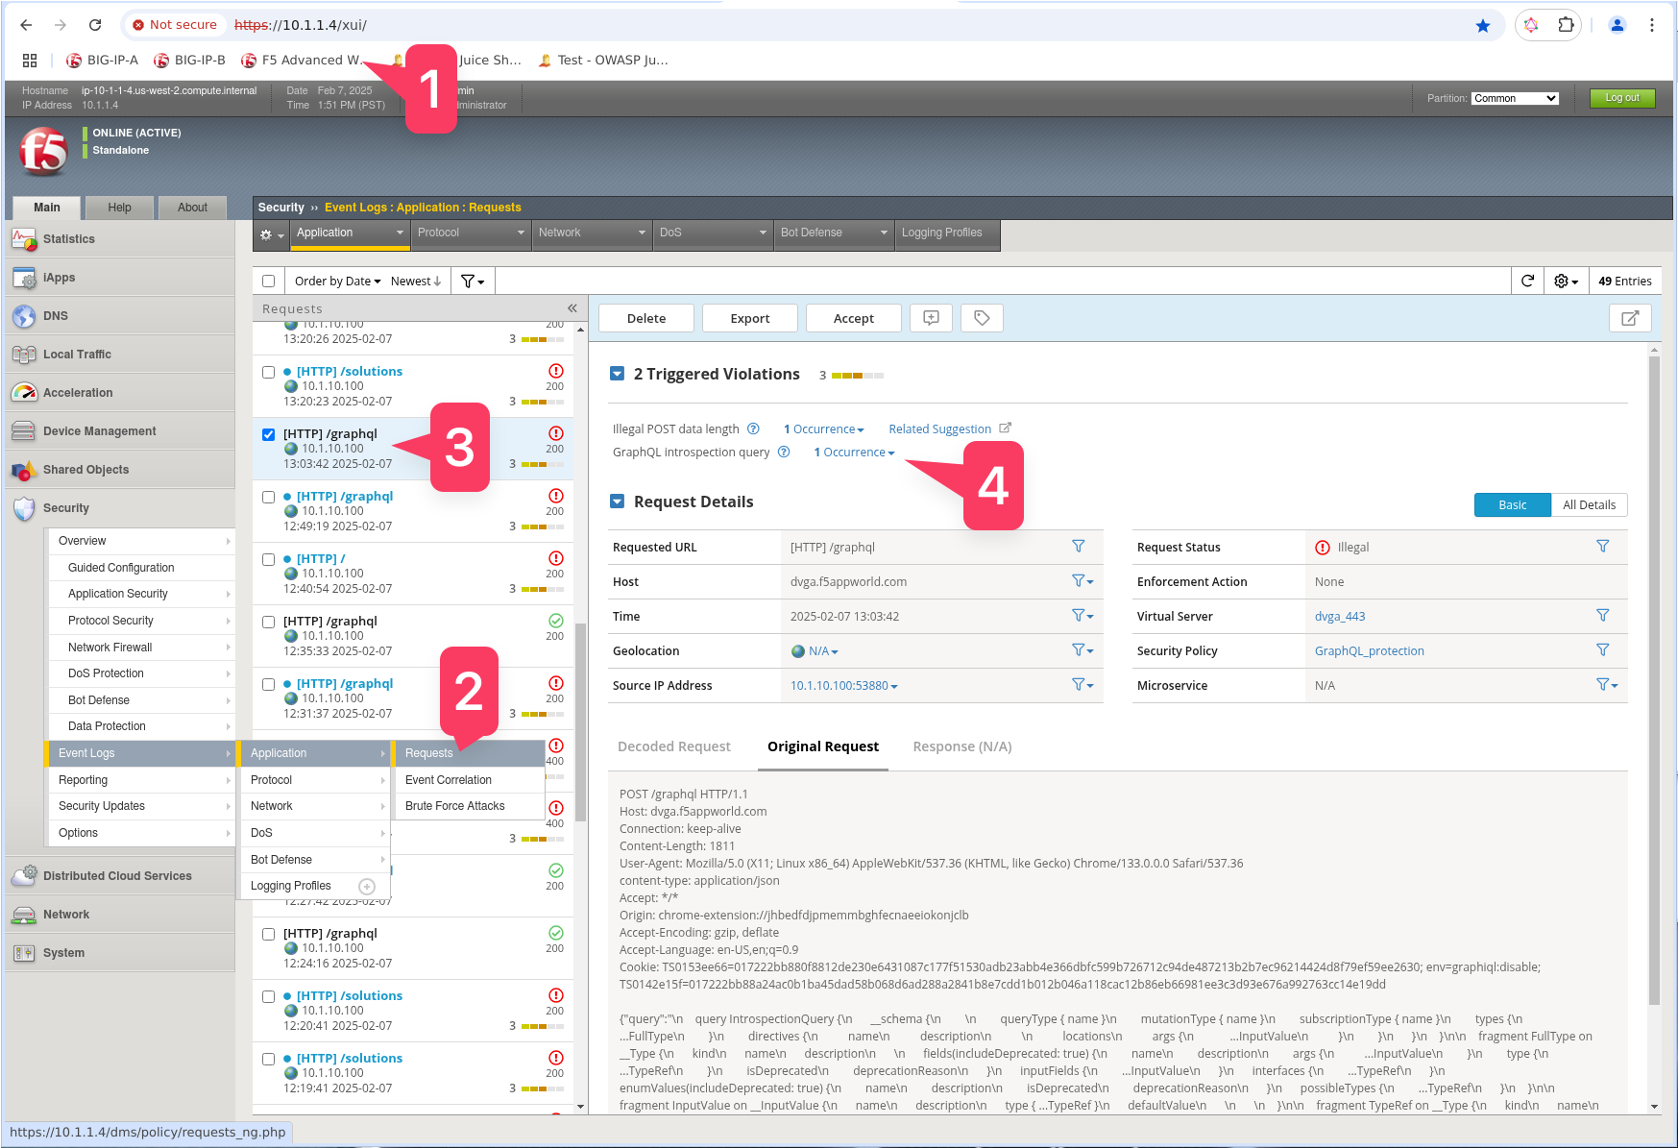 Not secure https://10.1.1.4/xui/
BIG-IP-A BIG-IP-B F5 Advanced W... Juice Sh... Test - OWASP Ju...
1
Hostname ip-10-1-1-4.us-west-2.compute.internal Date Feb 7, 2025 min
IP Address 10.1.1.4 Time 1:51 PM (PST) dministrator
Partition: Common Log out
f5
ONLINE (ACTIVE)
Standalone
Main Help About
Security ›› Event Logs : Application : Requests
Application Protocol Network DoS Bot Defense Logging Profiles
Statistics
iApps
DNS
Local Traffic
Acceleration
Device Management
Shared Objects
Security
Overview
Guided Configuration
Application Security
Protocol Security
Network Firewall
DoS Protection
Bot Defense
Data Protection
Event Logs
Reporting
Security Updates
Options
Distributed Cloud Services
Network
System
Application
Protocol
Network
DoS
Bot Defense
Logging Profiles
Requests
Event Correlation
Brute Force Attacks
2
Order by Date Newest ↓ 49 Entries
Requests «
10.1.10.100 200
13:20:26 2025-02-07 3
[HTTP] /solutions
10.1.10.100 200
13:20:23 2025-02-07 3
[HTTP] /graphql
10.1.10.100 200
13:03:42 2025-02-07 3
3
[HTTP] /graphql
10.1.10.100 200
12:49:19 2025-02-07 3
[HTTP] /
10.1.10.100 200
12:40:54 2025-02-07 3
[HTTP] /graphql
10.1.10.100 200
12:35:33 2025-02-07
[HTTP] /graphql
10.1.10.100 200
12:31:37 2025-02-07 3
400
400
3
200
12:27:42 2025-02-07
[HTTP] /graphql
10.1.10.100 200
12:24:16 2025-02-07
[HTTP] /solutions
10.1.10.100 200
12:20:41 2025-02-07 3
[HTTP] /solutions
10.1.10.100 200
12:19:41 2025-02-07 3
Delete Export Accept
2 Triggered Violations 3
Illegal POST data length 1 Occurrence Related Suggestion
GraphQL introspection query 1 Occurrence
4
Request Details Basic All Details
Requested URL [HTTP] /graphql Request Status Illegal
Host dvga.f5appworld.com Enforcement Action None
Time 2025-02-07 13:03:42 Virtual Server dvga_443
Geolocation N/A Security Policy GraphQL_protection
Source IP Address 10.1.10.100:53880 Microservice N/A
Decoded Request Original Request Response (N/A)
POST /graphql HTTP/1.1
Host: dvga.f5appworld.com
Connection: keep-alive
Content-Length: 1811
User-Agent: Mozilla/5.0 (X11; Linux x86_64) AppleWebKit/537.36 (KHTML, like Gecko) Chrome/133.0.0.0 Safari/537.36
content-type: application/json
Accept: */*
Origin: chrome-extension://jhbedfdjpmemmbghfecnaeeiokonjclb
Accept-Encoding: gzip, deflate
Accept-Language: en-US,en;q=0.9
Cookie: TS0153ee66=017222bb880f8812de230e6431087c177f51530adb23abb4e366dbfc599b726712c94de487213b2b7ec96214424d8f79ef59ee2630; env=graphiql:disable;
TS0142e15f=017222bb88a24ac0b1ba45dad58b068d6ad288a2841b8e7cdd1b012b046a118cac12b86eb66981ee3c3d93e676a992763cc14e19dd
{"query":"\n query IntrospectionQuery {\n __schema {\n \n queryType { name }\n mutationType { name }\n subscriptionType { name }\n types {\n
...FullType\n }\n directives {\n name\n description\n \n locations\n args {\n ...InputValue\n }\n }\n }\n }\n\n fragment FullType on
__Type {\n kind\n name\n description\n \n fields(includeDeprecated: true) {\n name\n description\n args {\n ...InputValue\n }\n type {\n
...TypeRef\n }\n isDeprecated\n deprecationReason\n }\n inputFields {\n ...InputValue\n }\n interfaces {\n ...TypeRef\n }\n
enumValues(includeDeprecated: true) {\n name\n description\n isDeprecated\n deprecationReason\n }\n possibleTypes {\n ...TypeRef\n }\n }\n\n
fragment InputValue on __InputValue {\n name\n description\n type { ...TypeRef }\n defaultValue\n \n \n }\n\n fragment TypeRef on __Type {\n kind\n name\n
https://10.1.1.4/dms/policy/requests_ng.php